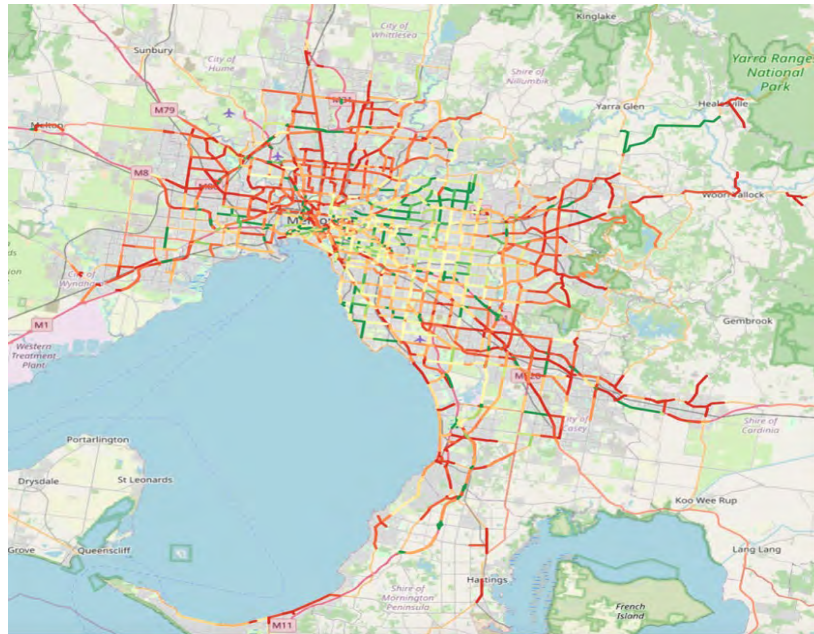 Kinglake
City of
Whittlesea
Sunbury
City of
Hume
Shire of
Nillumbik
Yarra Range
National
Park
M79
Yarra Glen
Healesville
Melton
M8
Woori Yallock
City of
Wyndham
M1
Gembrook
Western
Treatment
Plant
City of
Casey
Shire of
Cardinia
Portarlington
Drysdale
St Leonards
Koo Wee Rup
Grove
Queenscliff
Lang Lang
Hastings
Shire of
Mornington
Peninsula
French
Island
M11